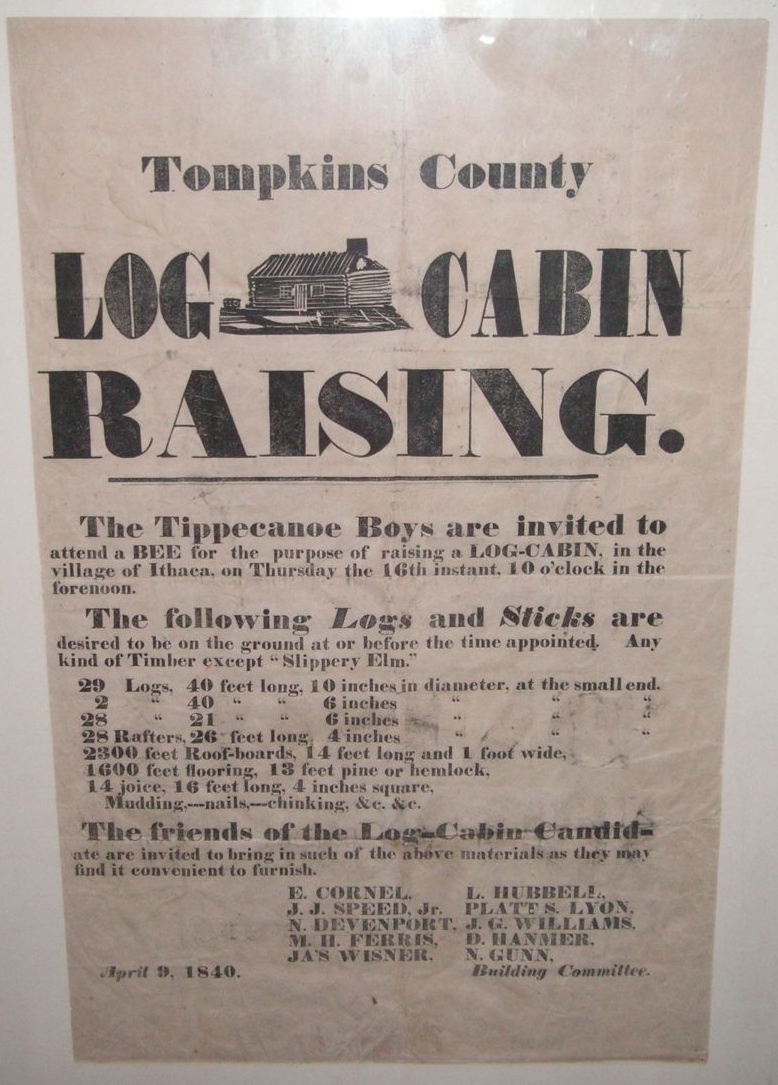 Tompkins County
LOG CABIN
RAISING.
The Tippecanoe Boys are invited to
attend a BEE for the purpose of raising a LOG-CABIN, in the
village of Ithaca, on Thursday the 16th instant, 10 o'clock in the
forenoon.
The following Logs and Sticks are
desired to be on the ground at or before the time appointed. Any
kind of Timber except "Slippery Elm."
29 Logs, 40 feet long, 10 inches in diameter, at the small end.
2 " 40 " " 6 inches " " "
28 " 21 " " 6 inches " " "
28 Rafters, 26 feet long, 4 inches " " "
2300 feet Roof-boards, 14 feet long and 1 foot wide,
1600 feet flooring, 13 feet pine or hemlock,
14 joice, 16 feet long, 4 inches square,
Mudding,—nails,—chinking, &c. &c.
The friends of the Log-Cabin Candid-
ate are invited to bring in such of the above materials as they may
find it convenient to furnish.
E. CORNEL, L. HUBBELL,
J. J. SPEED, Jr. PLATT S. LYON,
N. DEVENPORT, J. G. WILLIAMS,
M. H. FERRIS, D. HANMER,
JA'S WISNER, N. GUNN,
April 9, 1840. Building Committee.